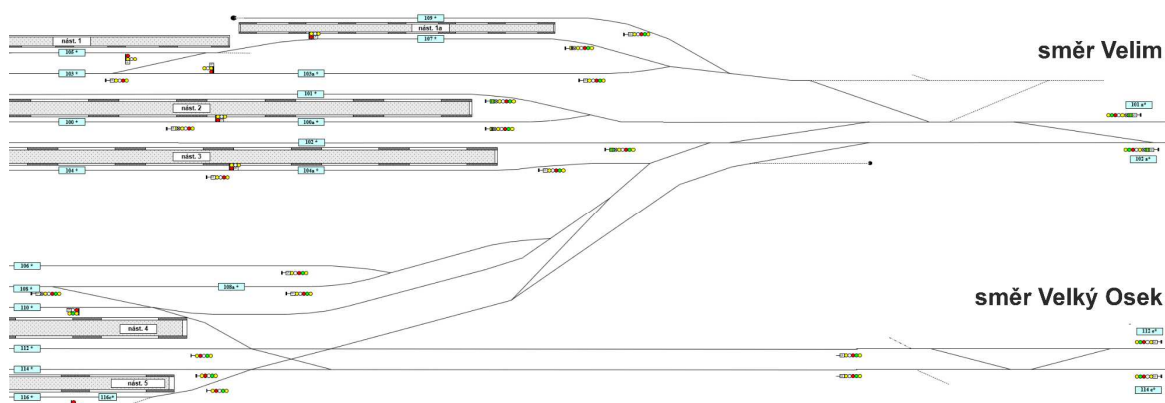 109 *
nást. 1a
nást. 1
107 *
směr Velim
105 *
103 *
103a *
101 *
nást. 2
101 a*
100 *
100a *
102 *
nást. 3
102 a*
104 *
104a *
106 *
108 *
108a *
směr Velký Osek
110 *
nást. 4
112 a*
112 *
114 *
nást. 5
114 a*
116 *
116c*